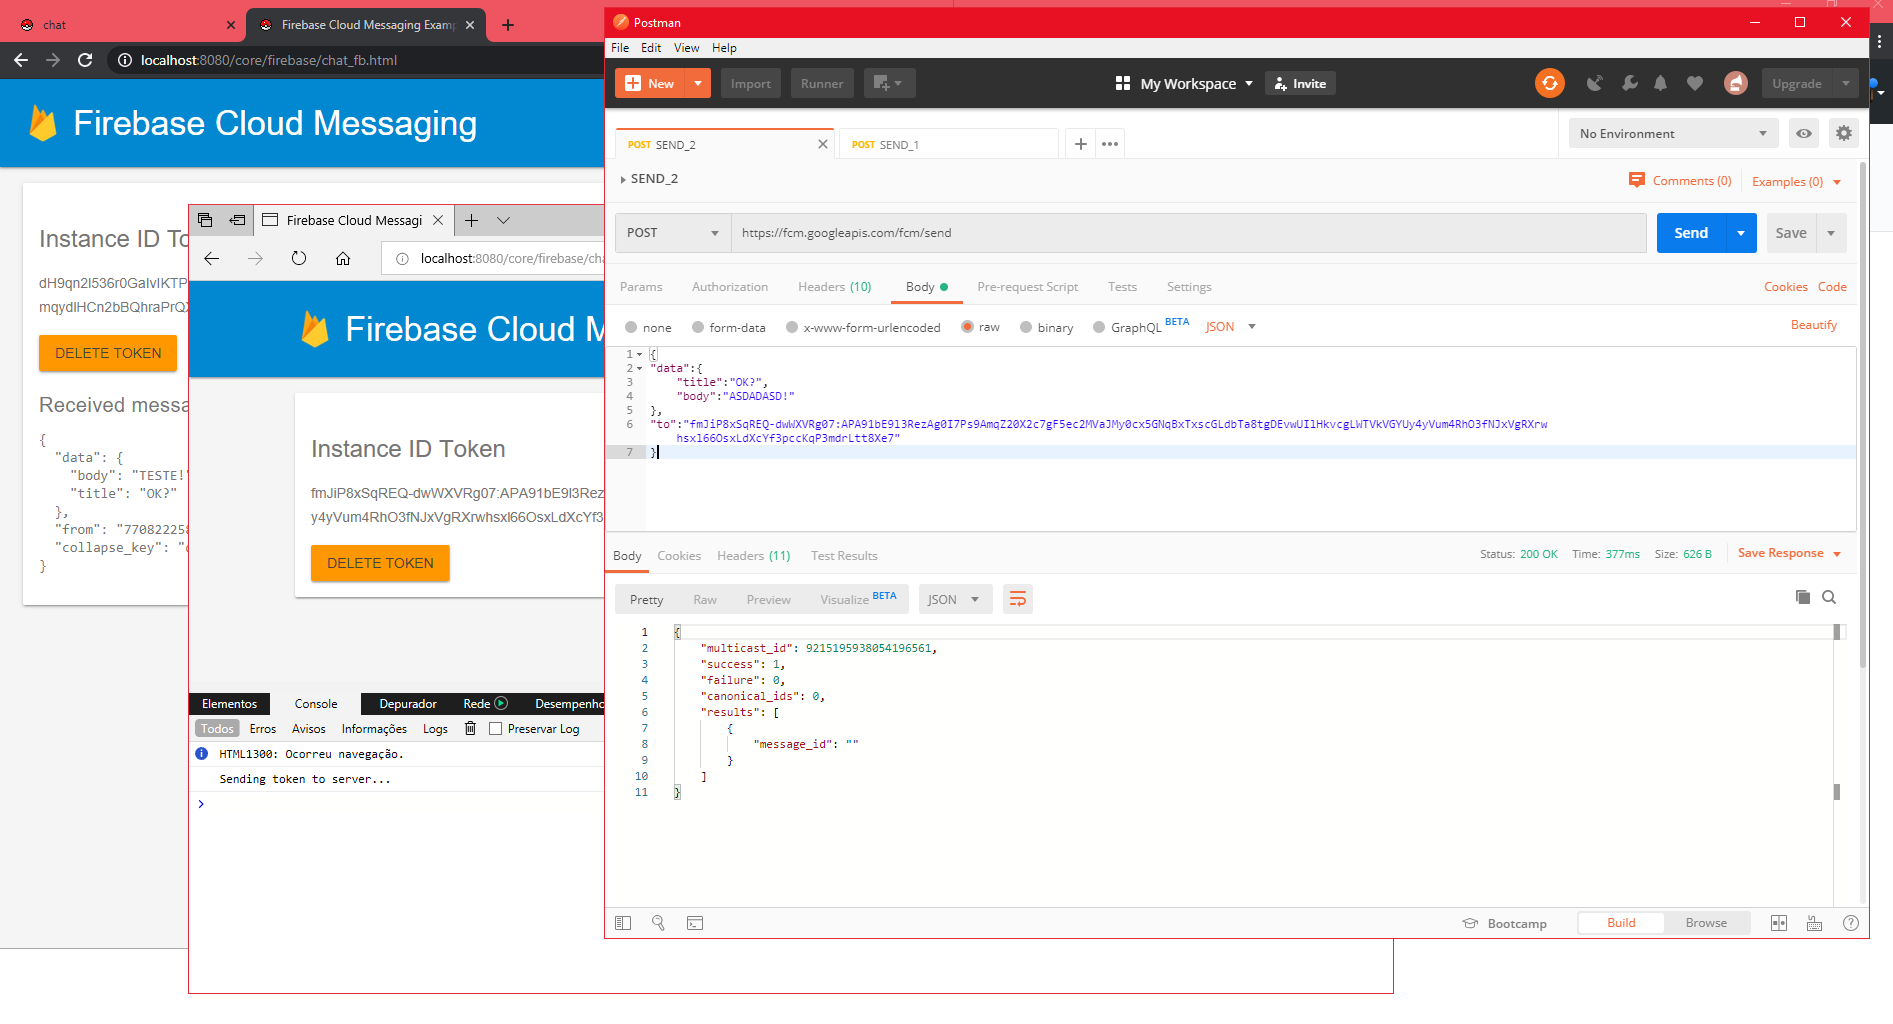 chat
Firebase Cloud Messaging Exam
localhost:8080/core/firebase/chat_fb.html
Firebase Cloud Messaging
Instance ID To
dH9qn2I536r0GaIvIKTP
mqydlHCn2bBQhraPrQX
DELETE TOKEN
Received messa
{
"data": {
"body": "TESTE!"
"title": "OK?"
},
"from": "770822258
"collapse_key": "d
}
Firebase Cloud Messagi
localhost:8080/core/firebase/cha
Firebase Cloud M
Instance ID Token
fmJiP8xSqREQ-dwWXVRg07:APA91bE9l3Rez
y4yVum4RhO3fNJxVgRXrwhsxl66OsxLdXcYf3
DELETE TOKEN
Elementos Console Depurador Rede Desempenho
Todos Erros Avisos Informações Logs Preservar Log
HTML1300: Ocorreu navegação.
Sending token to server...
>
Postman
File Edit View Help
New Import Runner My Workspace Invite Upgrade
POST SEND_2 POST SEND_1 No Environment
SEND_2 Comments (0) Examples (0)
POST https://fcm.googleapis.com/fcm/send Send Save
Params Authorization Headers (10) Body Pre-request Script Tests Settings Cookies Code
none form-data x-www-form-urlencoded raw binary GraphQL BETA JSON Beautify
1 {
2 "data":{
3 "title":"OK?",
4 "body":"ASDADASD!"
5 },
6 "to":"fmJiP8xSqREQ-dwWXVRg07:APA91bE9l3RezAg0I7Ps9AmqZ20X2c7gF5ec2MVaJMy0cx5GNqBxTxscGLdbTa8tgDEvwUIlHkvcgLWTVkVGYUy4yVum4RhO3fNJxVgRXrw
hsxl66OsxLdXcYf3pccKqP3mdrLtt8Xe7"
7 }
Body Cookies Headers (11) Test Results Status: 200 OK Time: 377ms Size: 626 B Save Response
Pretty Raw Preview Visualize BETA JSON
1 {
2 "multicast_id": 9215195938054196561,
3 "success": 1,
4 "failure": 0,
5 "canonical_ids": 0,
6 "results": [
7 {
8 "message_id": ""
9 }
10 ]
11 }
Bootcamp Build Browse